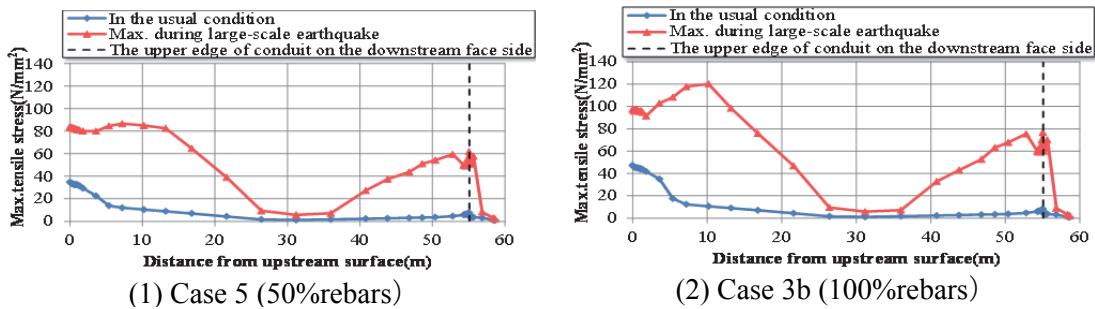 In the usual condition
Max. during large-scale earthquake
The upper edge of conduit on the downstream face side
Max.tensile stress(N/mm²)
140
120
100
80
60
40
20
0
0 10 20 30 40 50 60
Distance from upstream surface(m)
(1) Case 5 (50%rebars)
In the usual condition
Max. during large-scale earthquake
The upper edge of conduit on the downstream face side
Max.tensile stress(N/mm²)
140
120
100
80
60
40
20
0
0 10 20 30 40 50 60
Distance from upstream surface(m)
(2) Case 3b (100%rebars)